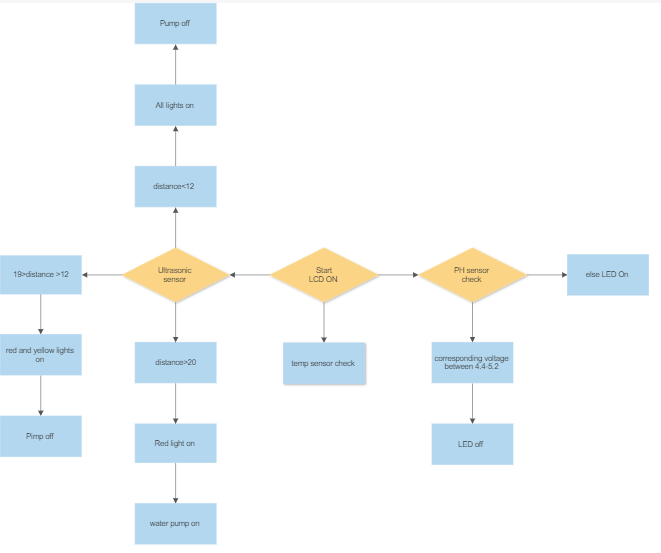 Pump off
All lights on
distance<12
19>distance >12
Ultrasonic
sensor
Start
LCD ON
PH sensor
check
else LED On
red and yellow lights
on
distance>20
temp sensor check
corresponding voltage
between 4.4-5.2
Pimp off
Red light on
LED off
water pump on